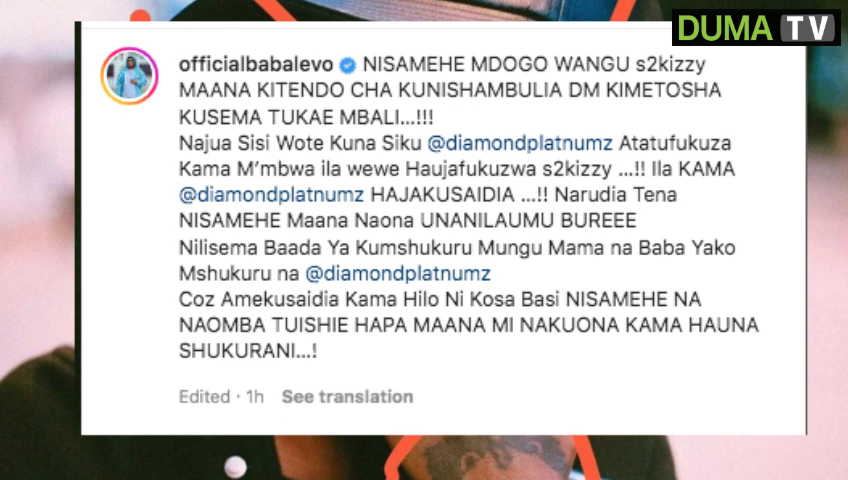 DUMA TV
officialbabalevo NISAMEHE MDOGO WANGU s2kizzy
MAANA KITENDO CHA KUNISHAMBULIA DM KIMETOSHA
KUSEMA TUKAE MBALI...!!!
Najua Sisi Wote Kuna Siku @diamondplatnumz Atatufukuza
Kama M'mbwa ila wewe Haujafukuzwa s2kizzy ...!! Ila KAMA
@diamondplatnumz HAJAKUSAIDIA ...!! Narudia Tena
NISAMEHE Maana Naona UNANILAUMU BUREEE
Nilisema Baada Ya Kumshukuru Mungu Mama na Baba Yako
Mshukuru na @diamondplatnumz
Coz Amekusaidia Kama Hilo Ni Kosa Basi NISAMEHE NA
NAOMBA TUISHIE HAPA MAANA MI NAKUONA KAMA HAUNA
SHUKURANI...!
Edited · 1h See translation